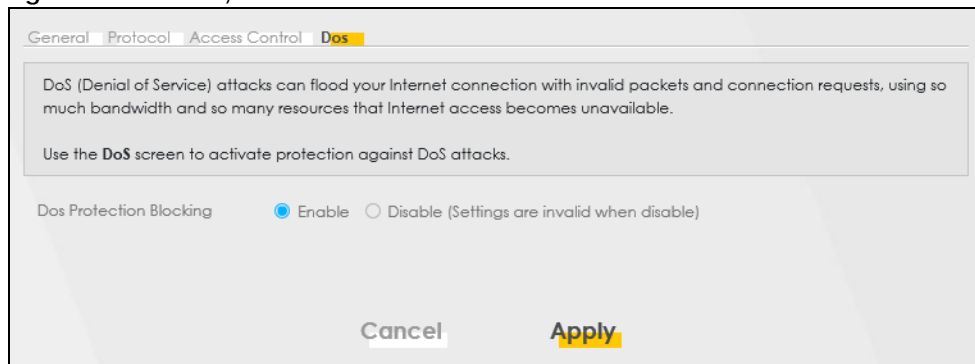 General Protocol Access Control Dos
DoS (Denial of Service) attacks can flood your Internet connection with invalid packets and connection requests, using so
much bandwidth and so many resources that Internet access becomes unavailable.
Use the DoS screen to activate protection against DoS attacks.
Dos Protection Blocking Enable Disable (Settings are invalid when disable)
Cancel Apply